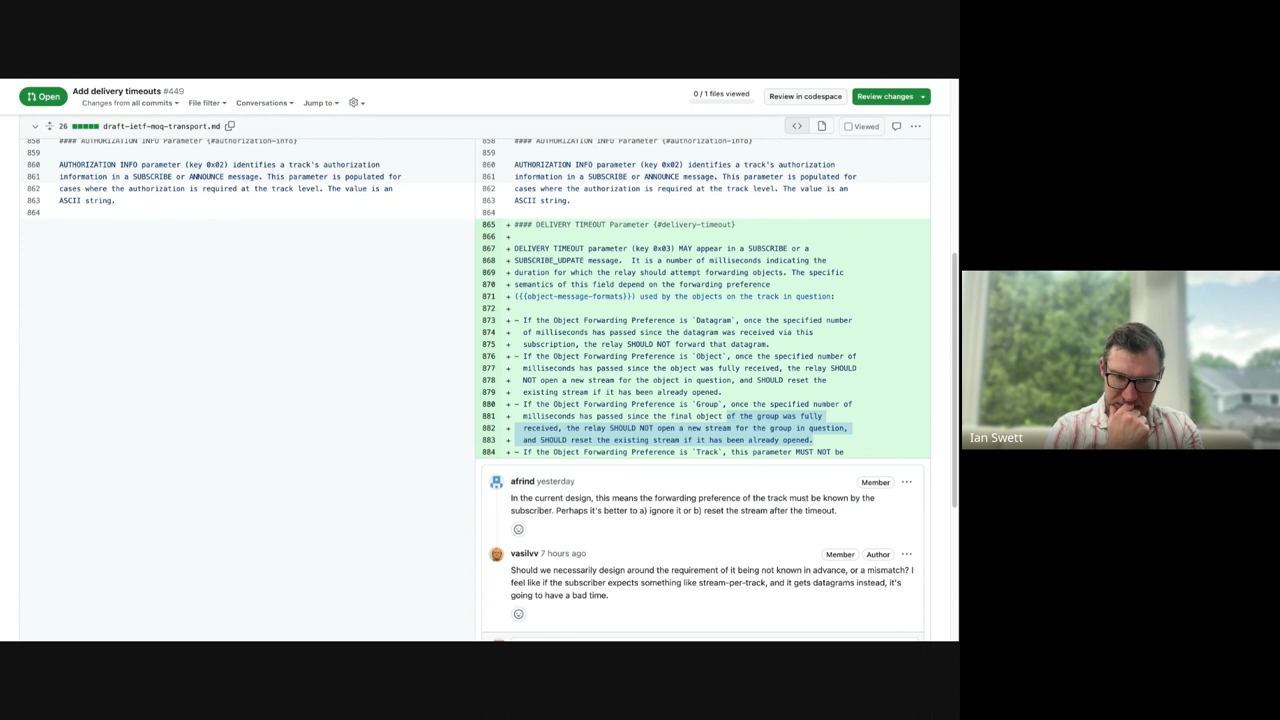 Open
Add delivery timeouts #449
Changes from all commits
File filter
Conversations
Jump to
0 / 1 files viewed
Review in codespace
Review changes
26
draft-ietf-moq-transport.md
Viewed
858 #### AUTHORIZATION INFO Parameter {#authorization-info}
859
860 AUTHORIZATION INFO parameter (key 0x02) identifies a track's authorization
861 information in a SUBSCRIBE or ANNOUNCE message. This parameter is populated for
862 cases where the authorization is required at the track level. The value is an
863 ASCII string.
864
858 #### AUTHORIZATION INFO Parameter {#authorization-info}
859
860 AUTHORIZATION INFO parameter (key 0x02) identifies a track's authorization
861 information in a SUBSCRIBE or ANNOUNCE message. This parameter is populated for
862 cases where the authorization is required at the track level. The value is an
863 ASCII string.
864
865 + #### DELIVERY TIMEOUT Parameter {#delivery-timeout}
866 +
867 + DELIVERY TIMEOUT parameter (key 0x03) MAY appear in a SUBSCRIBE or a
868 + SUBSCRIBE_UDPATE message. It is a number of milliseconds indicating the
869 + duration for which the relay should attempt forwarding objects. The specific
870 + semantics of this field depend on the forwarding preference
871 + ({{object-message-formats}}) used by the objects on the track in question:
872 +
873 + - If the Object Forwarding Preference is `Datagram`, once the specified number
874 + of milliseconds has passed since the datagram was received via this
875 + subscription, the relay SHOULD NOT forward that datagram.
876 + - If the Object Forwarding Preference is `Object`, once the specified number of
877 + milliseconds has passed since the object was fully received, the relay SHOULD
878 + NOT open a new stream for the object in question, and SHOULD reset the
879 + existing stream if it has been already opened.
880 + - If the Object Forwarding Preference is `Group`, once the specified number of
881 + milliseconds has passed since the final object of the group was fully
882 + received, the relay SHOULD NOT open a new stream for the group in question,
883 + and SHOULD reset the existing stream if it has been already opened.
884 + - If the Object Forwarding Preference is `Track`, this parameter MUST NOT be
afrind yesterday
Member
In the current design, this means the forwarding preference of the track must be known by the
subscriber. Perhaps it's better to a) ignore it or b) reset the stream after the timeout.
vasilvv 7 hours ago
Member
Author
Should we necessarily design around the requirement of it being not known in advance, or a mismatch? I
feel like if the subscriber expects something like stream-per-track, and it gets datagrams instead, it's
going to have a bad time.
Ian Swett